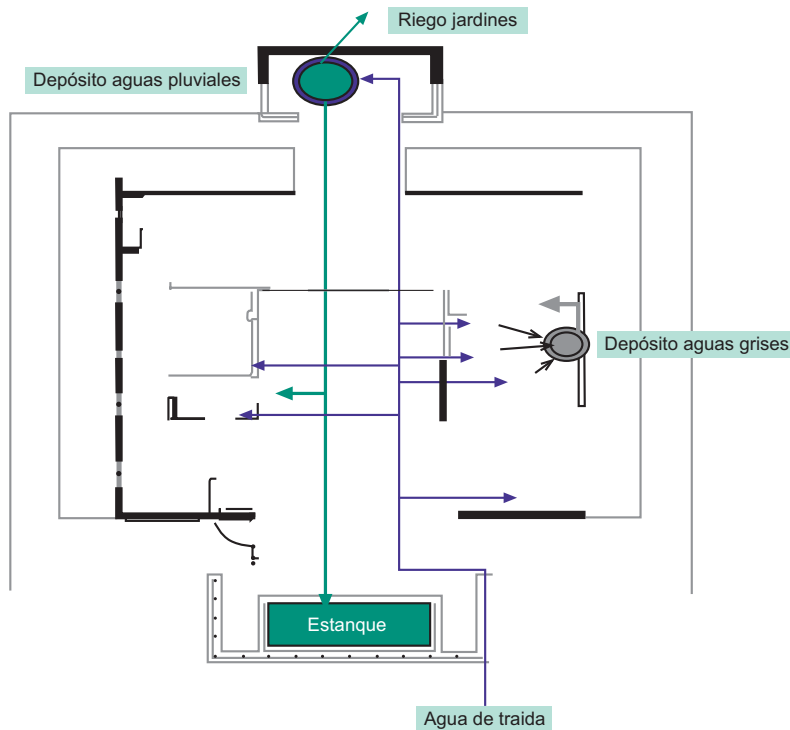 Riego jardines
Depósito aguas pluviales
Depósito aguas grises
Estanque
Agua de traida